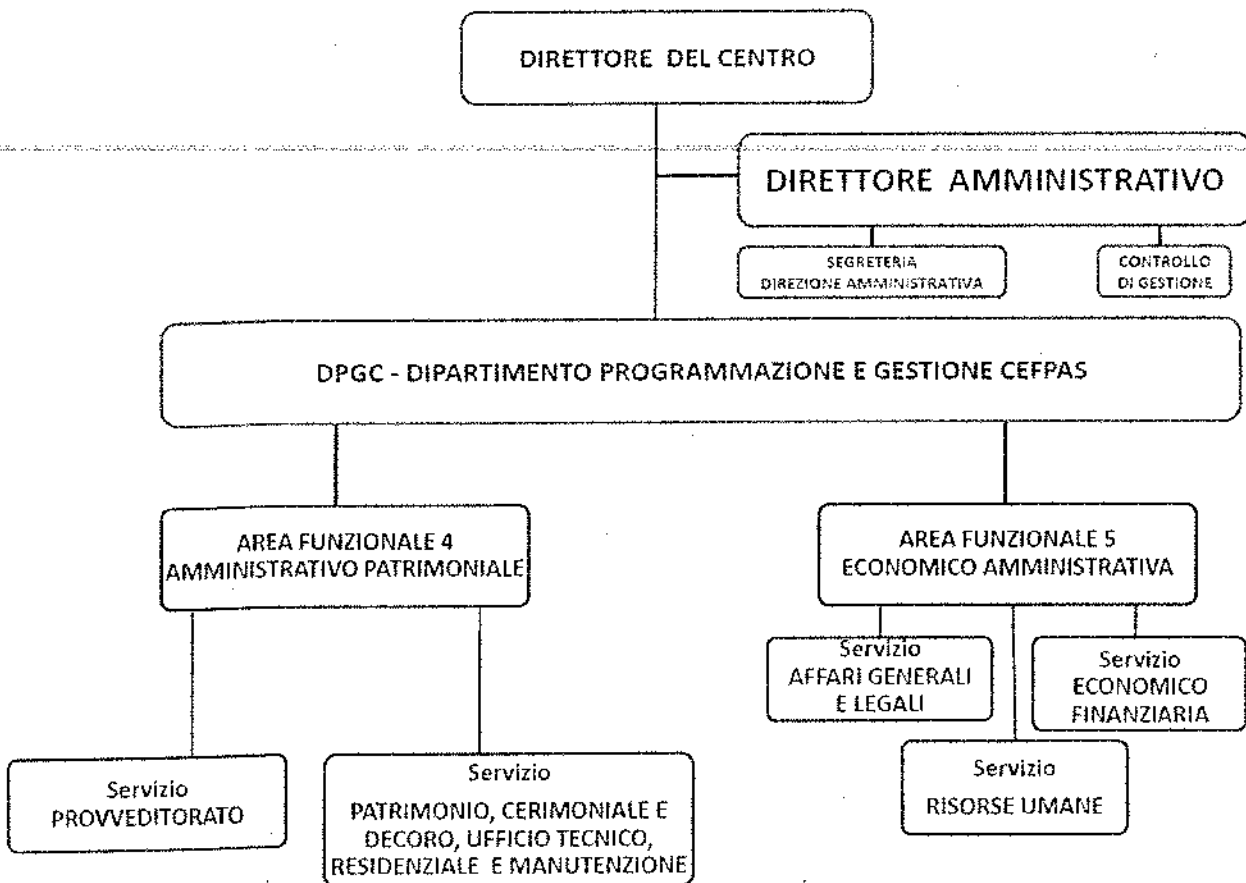 DIRETTORE DEL CENTRO
DIRETTORE AMMINISTRATIVO
SEGRETERIA
DIREZIONE AMMINISTRATIVA
CONTROLLO
DI GESTIONE
DPGC - DIPARTIMENTO PROGRAMMAZIONE E GESTIONE CEFPAS
AREA FUNZIONALE 4
AMMINISTRATIVO PATRIMONIALE
AREA FUNZIONALE 5
ECONOMICO AMMINISTRATIVA
Servizio
AFFARI GENERALI
E LEGALI
Servizio
ECONOMICO
FINANZIARIA
Servizio
PROVVEDITORATO
Servizio
PATRIMONIO, CERIMONIALE E
DECORO, UFFICIO TECNICO,
RESIDENZIALE E MANUTENZIONE
Servizio
RISORSE UMANE